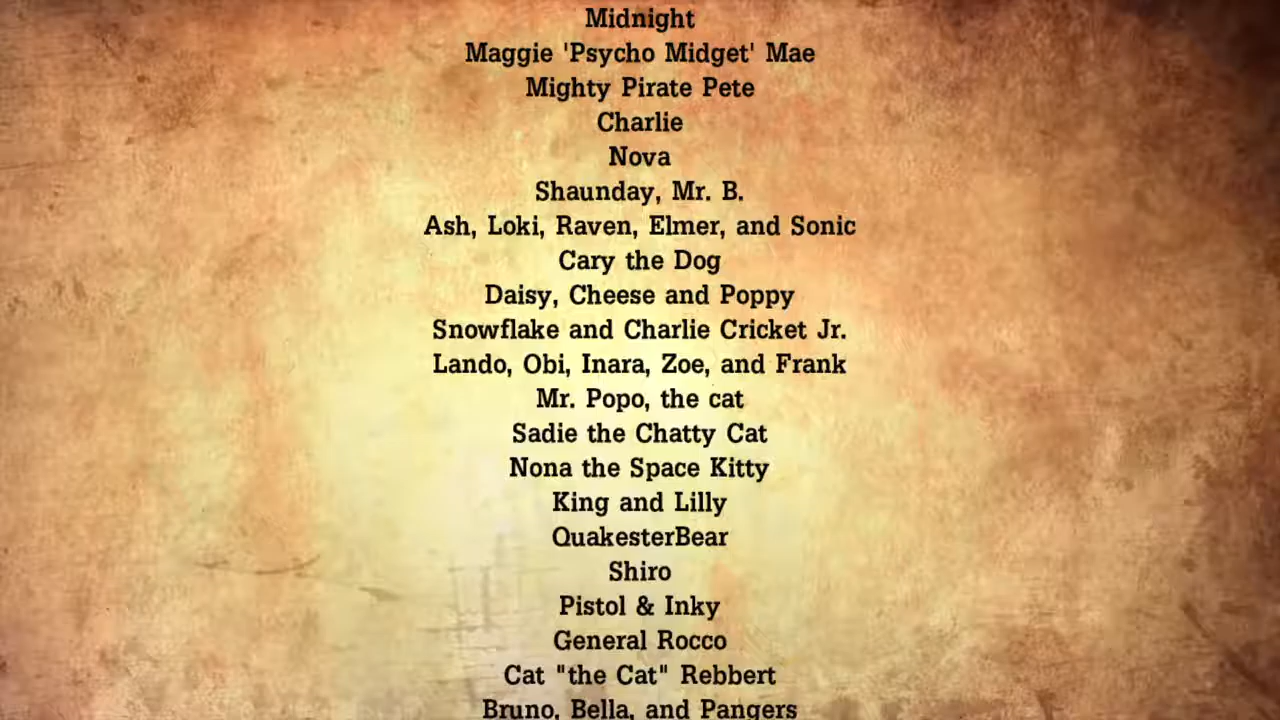 Midnight
Maggie 'Psycho Midget' Mae
Mighty Pirate Pete
Charlie
Nova
Shaunday, Mr. B.
Ash, Loki, Raven, Elmer, and Sonic
Cary the Dog
Daisy, Cheese and Poppy
Snowflake and Charlie Cricket Jr.
Lando, Obi, Inara, Zoe, and Frank
Mr. Popo, the cat
Sadie the Chatty Cat
Nona the Space Kitty
King and Lilly
QuakesterBear
Shiro
Pistol & Inky
General Rocco
Cat "the Cat" Rebbert
Bruno, Bella, and Pangers